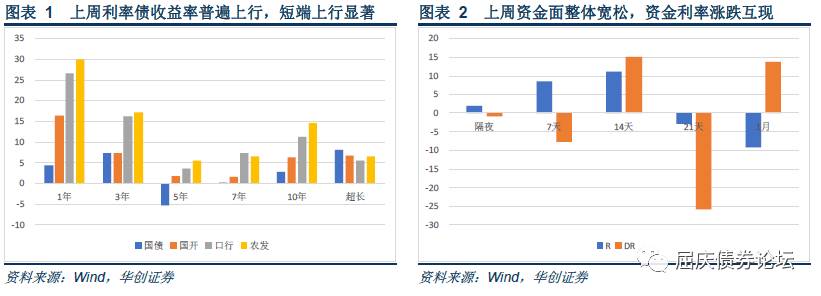 图表 1 上周利率债收益率普遍上行，短端上行显著
35
30
25
20
15
10
5
0
-5
-10
1年 3年 5年 7年 10年 超长
国债 国开 口行 农发
资料来源：Wind，华创证券
图表 2 上周资金面整体宽松，资金利率涨跌互现
20
15
10
5
0
-5
-10
-15
-20
-25
-30
隔夜 7天 14天 21天 1月
R DR
资料来源：Wind，华创证券
屈庆债券论坛